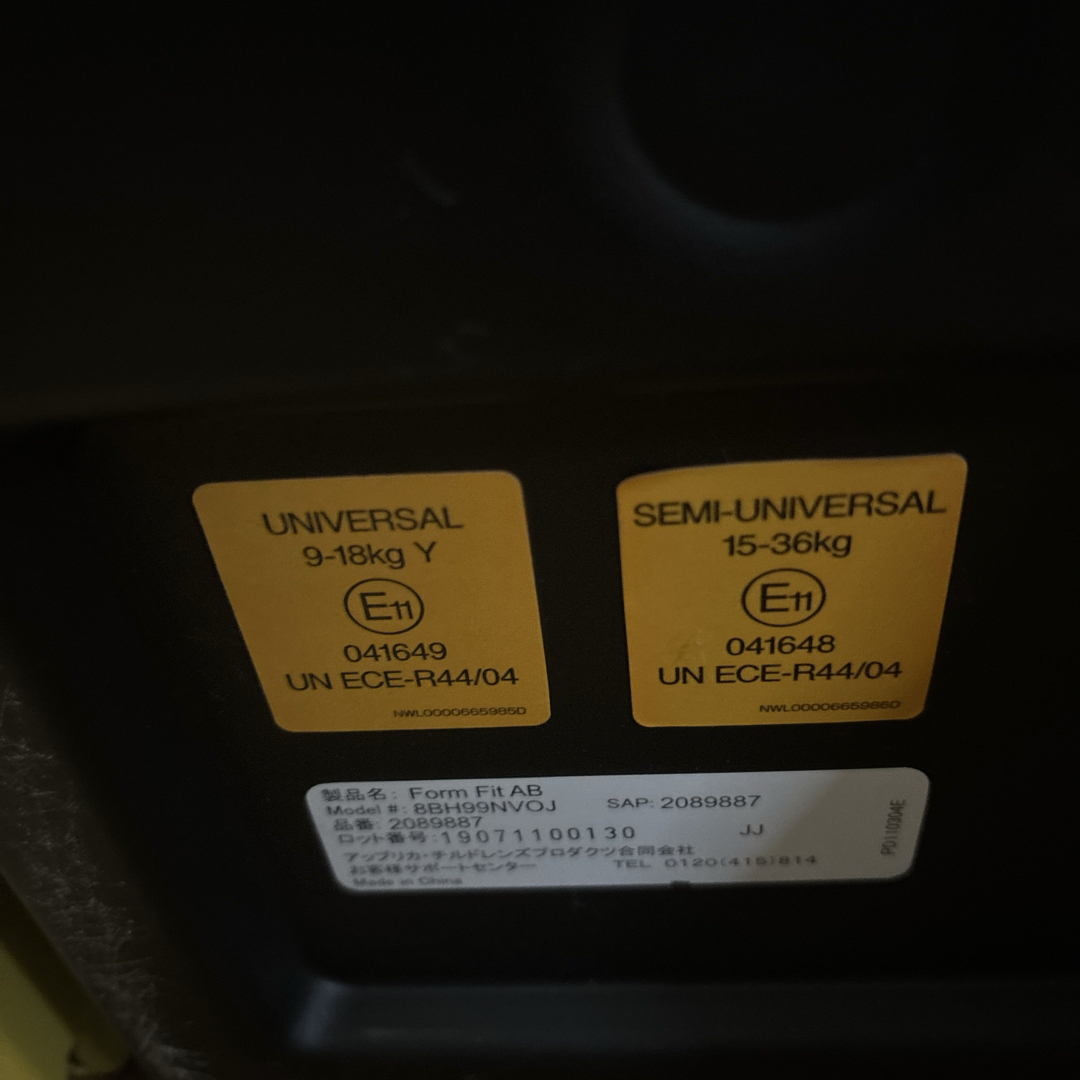 UNIVERSAL
9-18kg Y
E11
041649
UN ECE-R44/04
NWL0000665985D
SEMI-UNIVERSAL
15-36kg
E11
041648
UN ECE-R44/04
NWL0000665986D
製品名: Form Fit AB
Model #: 8BH99NVOJ SAP: 2089887
品番: 2089887
ロット番号:19071100130 JJ
アップリカ・チルドレンズプロダクツ合同会社
お客様サポートセンター TEL 0120(415)814
Made in China
PD110304E